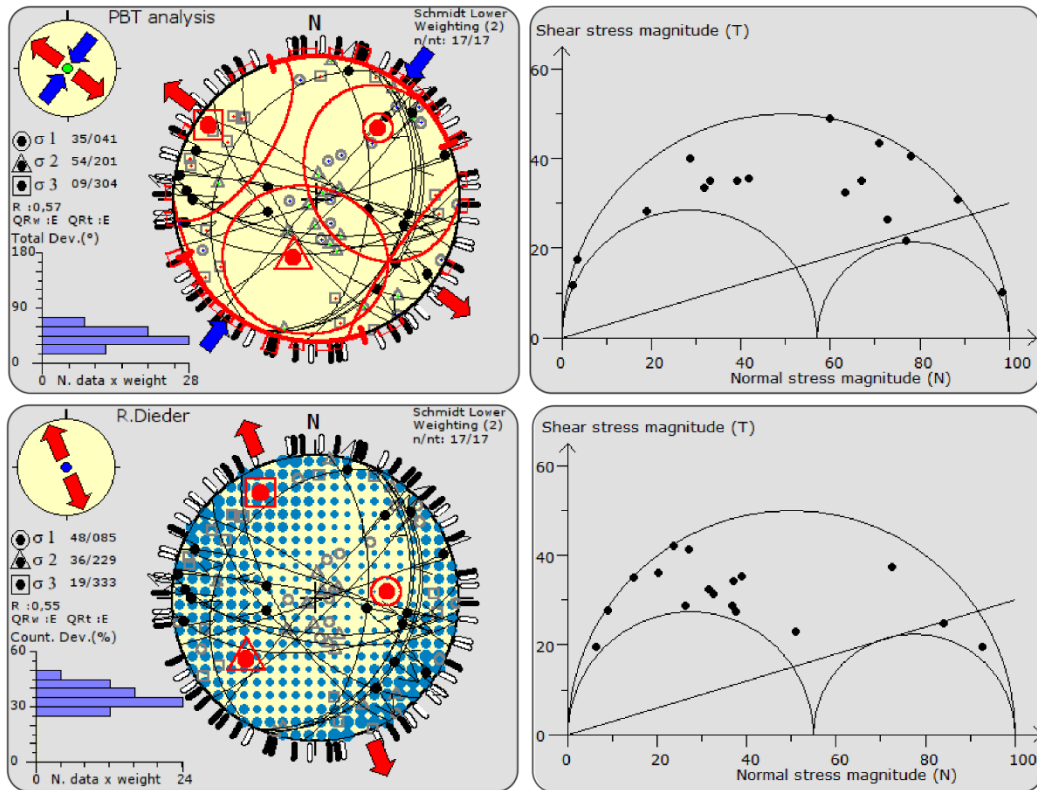 PBT analysis
N
Schmidt Lower
Weighting (2)
n/nt: 17/17
σ 1 35/041
σ 2 54/201
σ 3 09/304
R :0,57
QRw :E QRt :E
Total Dev.(°)
180
90
0
0 N. data x weight 28
Shear stress magnitude (T)
60
40
20
0
0 20 40 60 80 100
Normal stress magnitude (N)
R.Dieder
N
Schmidt Lower
Weighting (2)
n/nt: 17/17
σ 1 48/085
σ 2 36/229
σ 3 19/333
R :0,55
QRw :E QRt :E
Count. Dev.(%)
60
30
0
0 N. data x weight 24
Shear stress magnitude (T)
60
40
20
0
0 20 40 60 80 100
Normal stress magnitude (N)